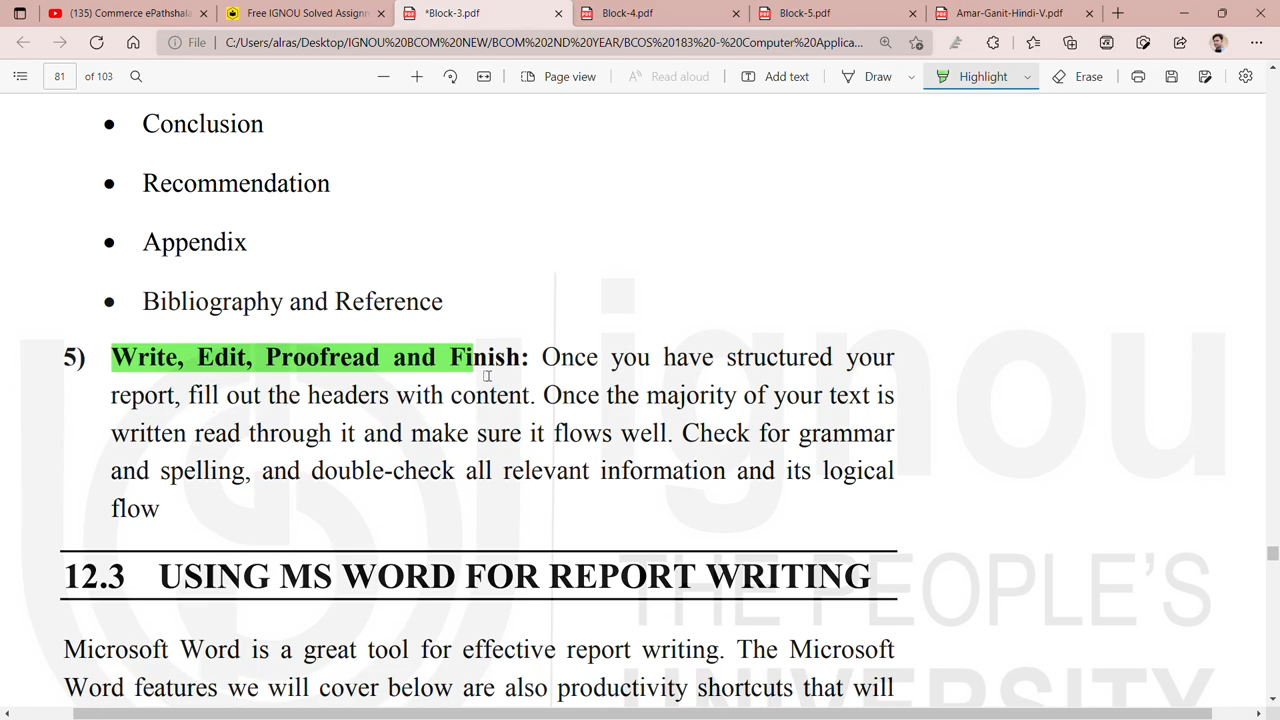 (135) Commerce ePathshala
Free IGNOU Solved Assignm
*Block-3.pdf
Block-4.pdf
Block-5.pdf
Amar-Ganit-Hindi-V.pdf
File
C:/Users/alras/Desktop/IGNOU%20BCOM%20NEW/BCOM%202ND%20YEAR/BCOS%20183%20-%20Computer%20Applica...
81 of 103
Page view
Read aloud
Add text
Draw
Highlight
Erase
• Conclusion
• Recommendation
• Appendix
• Bibliography and Reference
5) Write, Edit, Proofread and Finish: Once you have structured your
report, fill out the headers with content. Once the majority of your text is
written read through it and make sure it flows well. Check for grammar
and spelling, and double-check all relevant information and its logical
flow
12.3 USING MS WORD FOR REPORT WRITING
Microsoft Word is a great tool for effective report writing. The Microsoft
Word features we will cover below are also productivity shortcuts that will
ignou
THE PEOPLE'S
UNIVERSITY